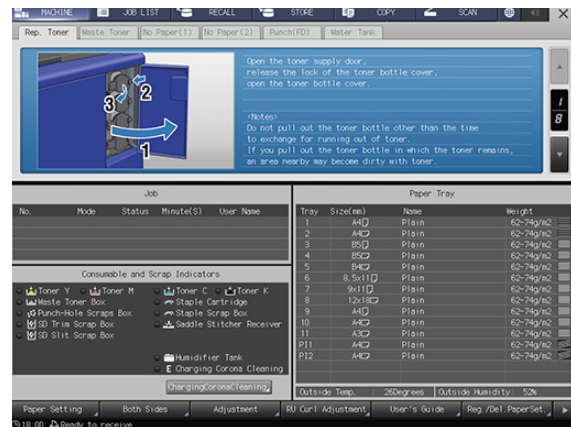 MACHINE JOB LIST RECALL STORE COPY SCAN
Rep. Toner Waste Toner No Paper(1) No Paper(2) Punch(FD) Water Tank
Open the toner supply door,
release the lock of the toner bottle cover,
open the toner bottle cover.
<Notes>
Do not pull out the toner bottle other than the time
to exchange for running out of toner.
If you pull out the toner bottle in which the toner remains,
an area nearby may become dirty with toner.
3 2
1
1
8
Job
No. Mode Status Minute(S) User Name
Consumable and Scrap Indicators
Toner Y Toner M Toner C Toner K
Waste Toner Box Staple Cartridge
Punch-Hole Scraps Box Staple Scrap Box
SD Trim Scrap Box Saddle Stitcher Receiver
SD Slit Scrap Box
Humidifier Tank
E Charging Corona Cleaning
ChargingCoronaCleaning
Paper Tray
Tray Size(mm) Name Weight
1 A4 Plain 62-74g/m2
2 A4 Plain 62-74g/m2
3 B5 Plain 62-74g/m2
4 B5 Plain 62-74g/m2
5 B4 Plain 62-74g/m2
6 8.5x11 Plain 62-74g/m2
7 9x11 Plain 62-74g/m2
8 12x18 Plain 62-74g/m2
9 A4 Plain 62-74g/m2
10 A4 Plain 62-74g/m2
11 A3 Plain 62-74g/m2
PI1 A4 Plain 62-74g/m2
PI2 A4 Plain 62-74g/m2
Outside Temp. : 26Degrees Outside Humidity: 52%
Paper Setting Both Sides Adjustment RU Curl Adjustment User's Guide Reg./Del.PaperSet.
18:00 Ready to receive